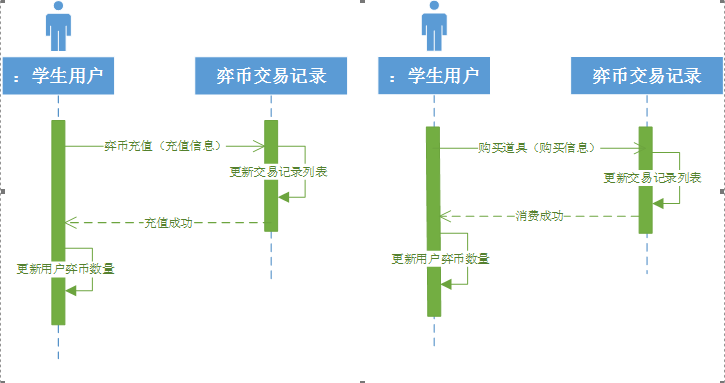 ：学生用户
弈币交易记录
弈币充值（充值信息）
更新交易记录列表
充值成功
更新用户弈币数量
：学生用户
弈币交易记录
购买道具（购买信息）
更新交易记录列表
消费成功
更新用户弈币数量